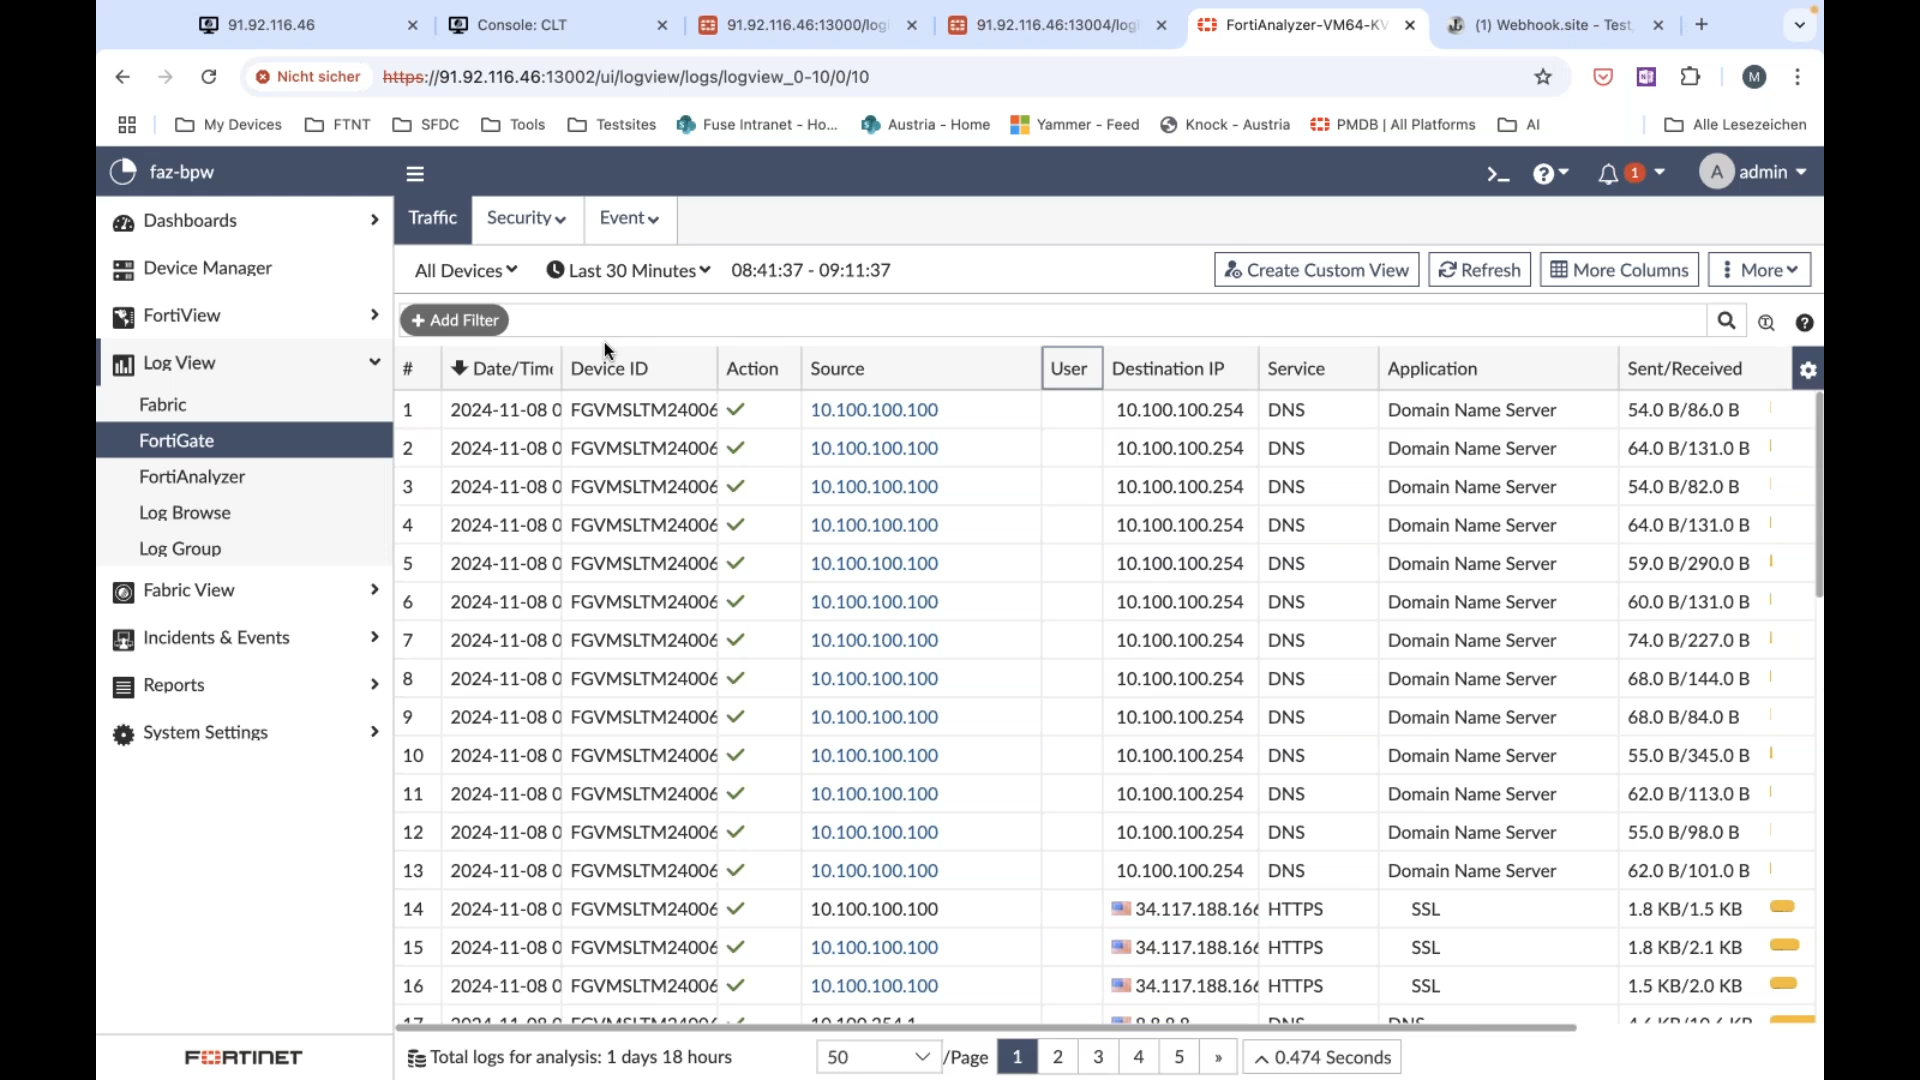 91.92.116.46
Console: CLT
91.92.116.46:13000/logi
91.92.116.46:13004/logi
FortiAnalyzer-VM64-KV
(1) Webhook.site - Test,
Nicht sicher
https://91.92.116.46:13002/ui/logview/logs/logview_0-10/0/10
M
My Devices
FTNT
SFDC
Tools
Testsites
Fuse Intranet - Ho...
Austria - Home
Yammer - Feed
Knock - Austria
PMDB | All Platforms
AI
Alle Lesezeichen
faz-bpw
1
A
admin
Dashboards
Device Manager
FortiView
Log View
Fabric
FortiGate
FortiAnalyzer
Log Browse
Log Group
Fabric View
Incidents & Events
Reports
System Settings
FORTINET
Traffic
Security
Event
All Devices
Last 30 Minutes
08:41:37 - 09:11:37
Create Custom View
Refresh
More Columns
More
+ Add Filter
# Date/Time Device ID Action Source User Destination IP Service Application Sent/Received
1 2024-11-08 0 FGVMSLTM24006 10.100.100.100 10.100.100.254 DNS Domain Name Server 54.0 B/86.0 B
2 2024-11-08 0 FGVMSLTM24006 10.100.100.100 10.100.100.254 DNS Domain Name Server 64.0 B/131.0 B
3 2024-11-08 0 FGVMSLTM24006 10.100.100.100 10.100.100.254 DNS Domain Name Server 54.0 B/82.0 B
4 2024-11-08 0 FGVMSLTM24006 10.100.100.100 10.100.100.254 DNS Domain Name Server 64.0 B/131.0 B
5 2024-11-08 0 FGVMSLTM24006 10.100.100.100 10.100.100.254 DNS Domain Name Server 59.0 B/290.0 B
6 2024-11-08 0 FGVMSLTM24006 10.100.100.100 10.100.100.254 DNS Domain Name Server 60.0 B/131.0 B
7 2024-11-08 0 FGVMSLTM24006 10.100.100.100 10.100.100.254 DNS Domain Name Server 74.0 B/227.0 B
8 2024-11-08 0 FGVMSLTM24006 10.100.100.100 10.100.100.254 DNS Domain Name Server 68.0 B/144.0 B
9 2024-11-08 0 FGVMSLTM24006 10.100.100.100 10.100.100.254 DNS Domain Name Server 68.0 B/84.0 B
10 2024-11-08 0 FGVMSLTM24006 10.100.100.100 10.100.100.254 DNS Domain Name Server 55.0 B/345.0 B
11 2024-11-08 0 FGVMSLTM24006 10.100.100.100 10.100.100.254 DNS Domain Name Server 62.0 B/113.0 B
12 2024-11-08 0 FGVMSLTM24006 10.100.100.100 10.100.100.254 DNS Domain Name Server 55.0 B/98.0 B
13 2024-11-08 0 FGVMSLTM24006 10.100.100.100 10.100.100.254 DNS Domain Name Server 62.0 B/101.0 B
14 2024-11-08 0 FGVMSLTM24006 10.100.100.100 34.117.188.166 HTTPS SSL 1.8 KB/1.5 KB
15 2024-11-08 0 FGVMSLTM24006 10.100.100.100 34.117.188.166 HTTPS SSL 1.8 KB/2.1 KB
16 2024-11-08 0 FGVMSLTM24006 10.100.100.100 34.117.188.166 HTTPS SSL 1.5 KB/2.0 KB
17 2024-11-08 0 FGVMSLTM24006 10.100.254.1 8.8.8.8 DNS DNS
Total logs for analysis: 1 days 18 hours
50 /Page 1 2 3 4 5 » 0.474 Seconds